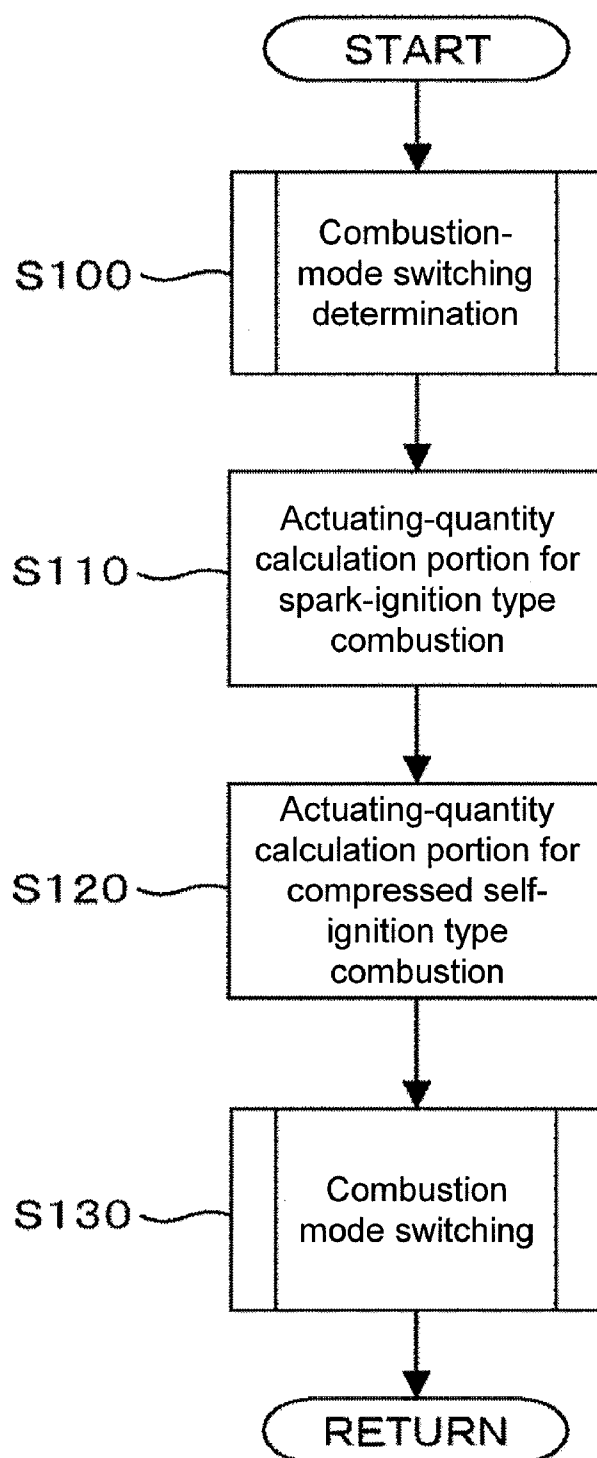 START
S100
Combustion-
mode switching
determination
S110
Actuating-quantity
calculation portion for
spark-ignition type
combustion
S120
Actuating-quantity
calculation portion for
compressed self-
ignition type
combustion
S130
Combustion
mode switching
RETURN